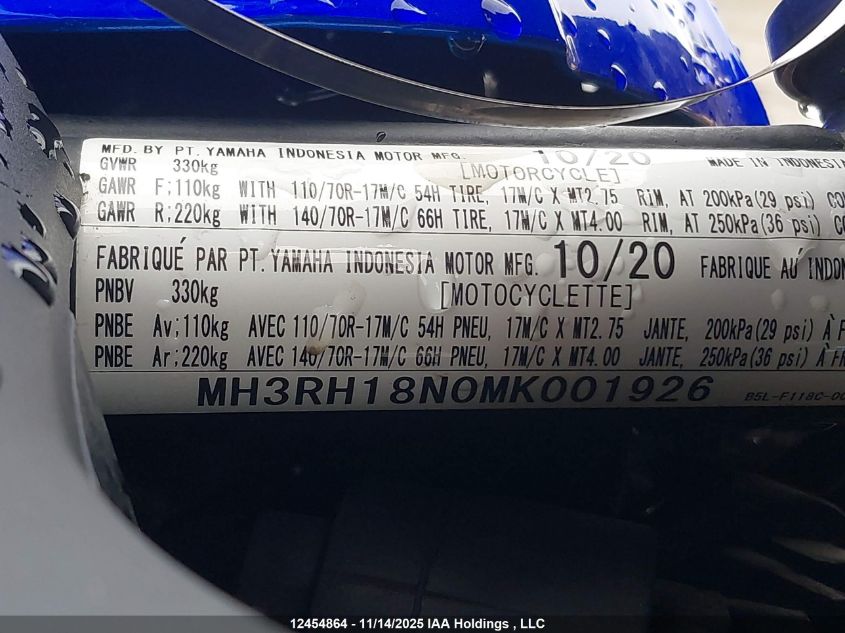 MFD. BY PT. YAMAHA INDONESIA MOTOR MFG. 10/20 MADE IN INDONESIA
GVWR 330kg [MOTORCYCLE]
GAWR F;110kg WITH 110/70R-17M/C 54H TIRE, 17M/C X MT2.75 RIM, AT 200kPa(29 psi)
GAWR R;220kg WITH 140/70R-17M/C 66H TIRE, 17M/C X MT4.00 RIM, AT 250kPa(36 psi)
FABRIQUÉ PAR PT. YAMAHA INDONESIA MOTOR MFG. 10/20 FABRIQUE AU INDON
PNBV 330kg [MOTOCYCLETTE]
PNBE Av;110kg AVEC 110/70R-17M/C 54H PNEU, 17M/C X MT2.75 JANTE, 200kPa(29 psi) À
PNBE Ar;220kg AVEC 140/70R-17M/C 66H PNEU, 17M/C X MT4.00 JANTE, 250kPa(36 psi) À
MH3RH18N0MK001926 B5L-F118C-0
12454864 - 11/14/2025 IAA Holdings , LLC